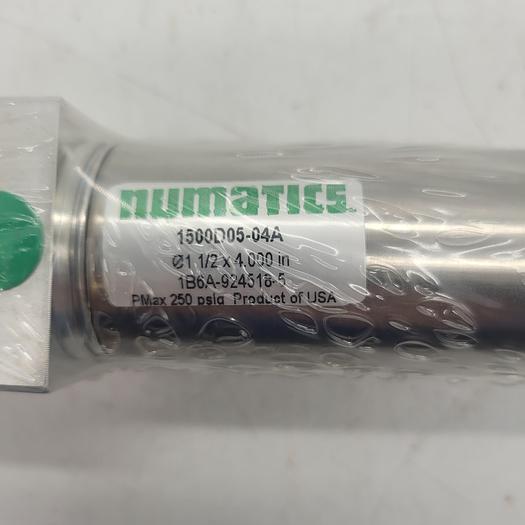 numatics
1500D05-04A
Ø1 1/2 x 4.000 in
1B6A-924518-5
PMax 250 psig Product of USA